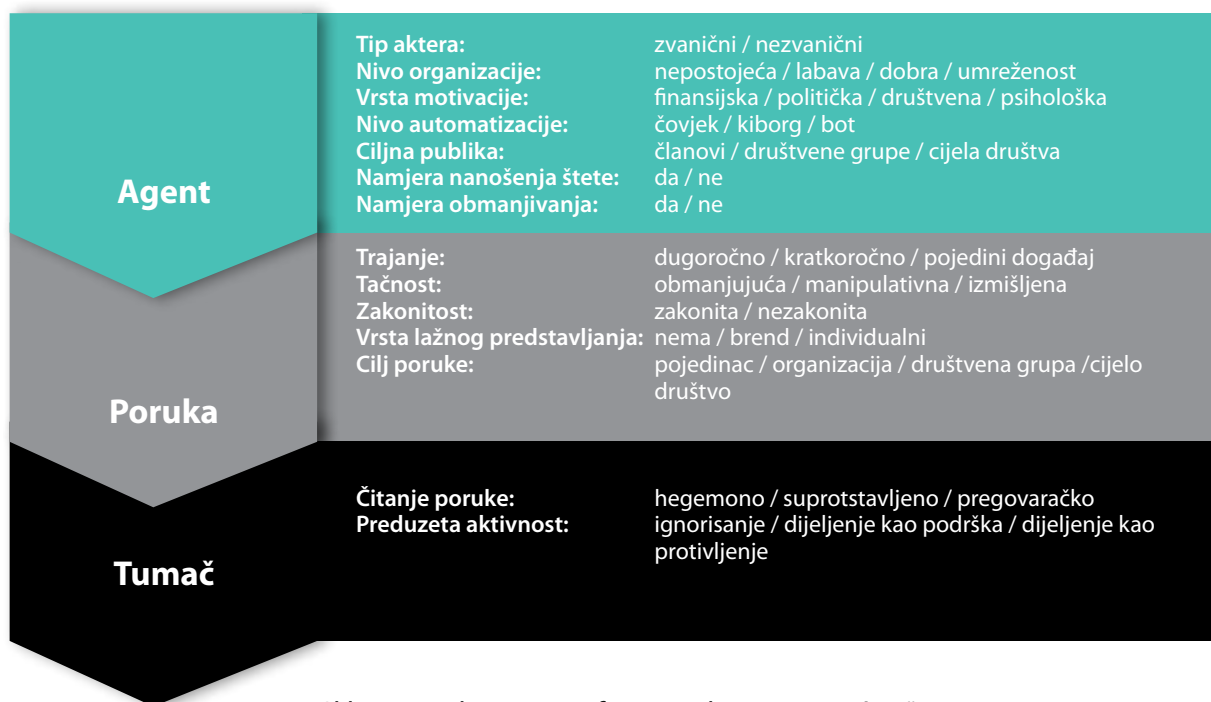 Agent
Tip aktera: zvanični / nezvanični
Nivo organizacije: nepostojeća / labava / dobra / umreženost
Vrsta motivacije: finansijska / politička / društvena / psihološka
Nivo automatizacije: čovjek / kiborg / bot
Ciljna publika: članovi / društvene grupe / cijela društva
Namjera nanošenja štete: da / ne
Namjera obmanjivanja: da / ne
Poruka
Trajanje: dugoročno / kratkoročno / pojedini događaj
Tačnost: obmanjujuća / manipulativna / izmišljena
Zakonitost: zakonita / nezakonita
Vrsta lažnog predstavljanja: nema / brend / individualni
Cilj poruke: pojedinac / organizacija / društvena grupa /cijelo
društvo
Tumač
Čitanje poruke: hegemono / suprotstavljeno / pregovaračko
Preduzeta aktivnost: ignorisanje / dijeljenje kao podrška / dijeljenje kao
protivljenje